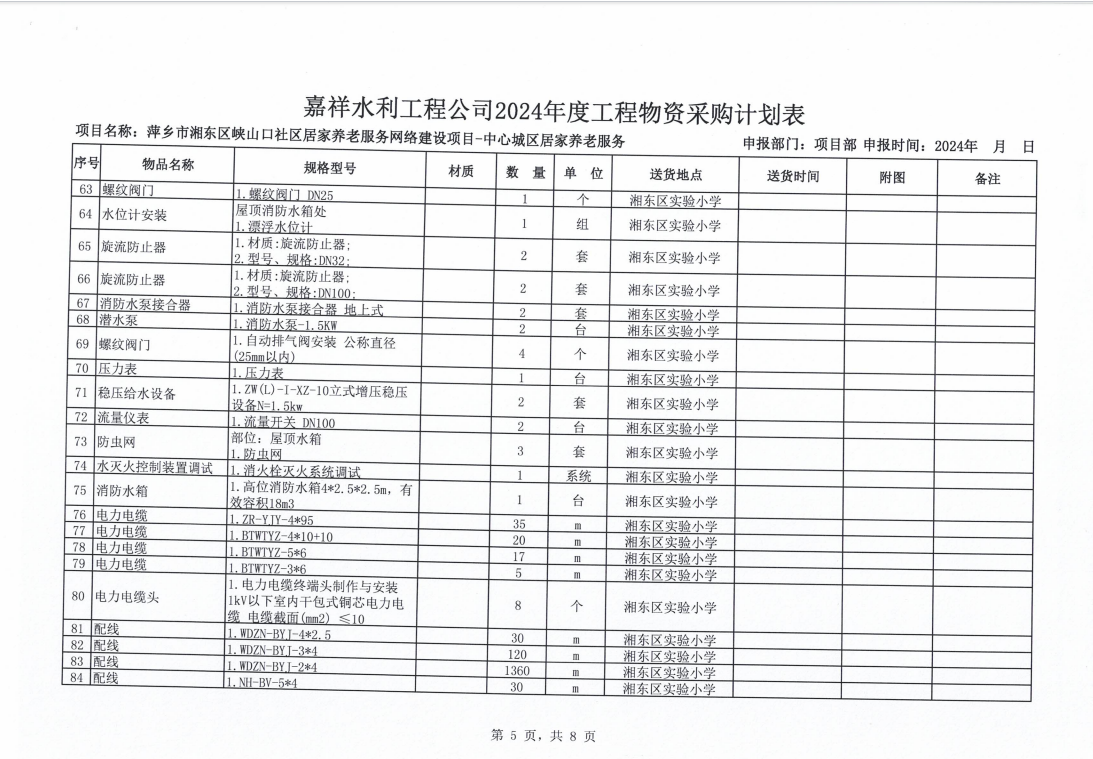 嘉祥水利工程公司2024年度工程物资采购计划表
项目名称：萍乡市湘东区峡山口社区居家养老服务网络建设项目-中心城区居家养老服务 申报部门：项目部 申报时间：2024年 月 日
序号 物品名称 规格型号 材质 数 量 单 位 送货地点 送货时间 附图 备注
63 螺纹阀门 1.螺纹阀门 DN25 1 个 湘东区实验小学
64 水位计安装 屋顶消防水箱处
1.漂浮水位计 1 组 湘东区实验小学
65 旋流防止器 1.材质:旋流防止器;
2.型号、规格:DN32; 2 套 湘东区实验小学
66 旋流防止器 1.材质:旋流防止器;
2.型号、规格:DN100; 2 套 湘东区实验小学
67 消防水泵接合器 1.消防水泵接合器 地上式 2 套 湘东区实验小学
68 潜水泵 1.消防水泵-1.5KW 2 台 湘东区实验小学
69 螺纹阀门 1.自动排气阀安装 公称直径
(25mm以内) 4 个 湘东区实验小学
70 压力表 1.压力表 1 台 湘东区实验小学
71 稳压给水设备 1.ZW(L)-I-XZ-10立式增压稳压
设备N=1.5kw 2 套 湘东区实验小学
72 流量仪表 1.流量开关 DN100 2 台 湘东区实验小学
73 防虫网 部位：屋顶水箱
1.防虫网 3 套 湘东区实验小学
74 水灭火控制装置调试 1.消火栓灭火系统调试 1 系统 湘东区实验小学
75 消防水箱 1.高位消防水箱4*2.5*2.5m，有
效容积18m3 1 台 湘东区实验小学
76 电力电缆 1.ZR-YJY-4*95 35 m 湘东区实验小学
77 电力电缆 1.BTWTYZ-4*10+10 20 m 湘东区实验小学
78 电力电缆 1.BTWTYZ-5*6 17 m 湘东区实验小学
79 电力电缆 1.BTWTYZ-3*6 5 m 湘东区实验小学
80 电力电缆头 1.电力电缆终端头制作与安装
1kV以下室内干包式铜芯电力电
缆 电缆截面(mm2) ≤10 8 个 湘东区实验小学
81 配线 1.WDZN-BYJ-4*2.5 30 m 湘东区实验小学
82 配线 1.WDZN-BYJ-3*4 120 m 湘东区实验小学
83 配线 1.WDZN-BYJ-2*4 1360 m 湘东区实验小学
84 配线 1.NH-BV-5*4 30 m 湘东区实验小学
第 5 页，共 8 页